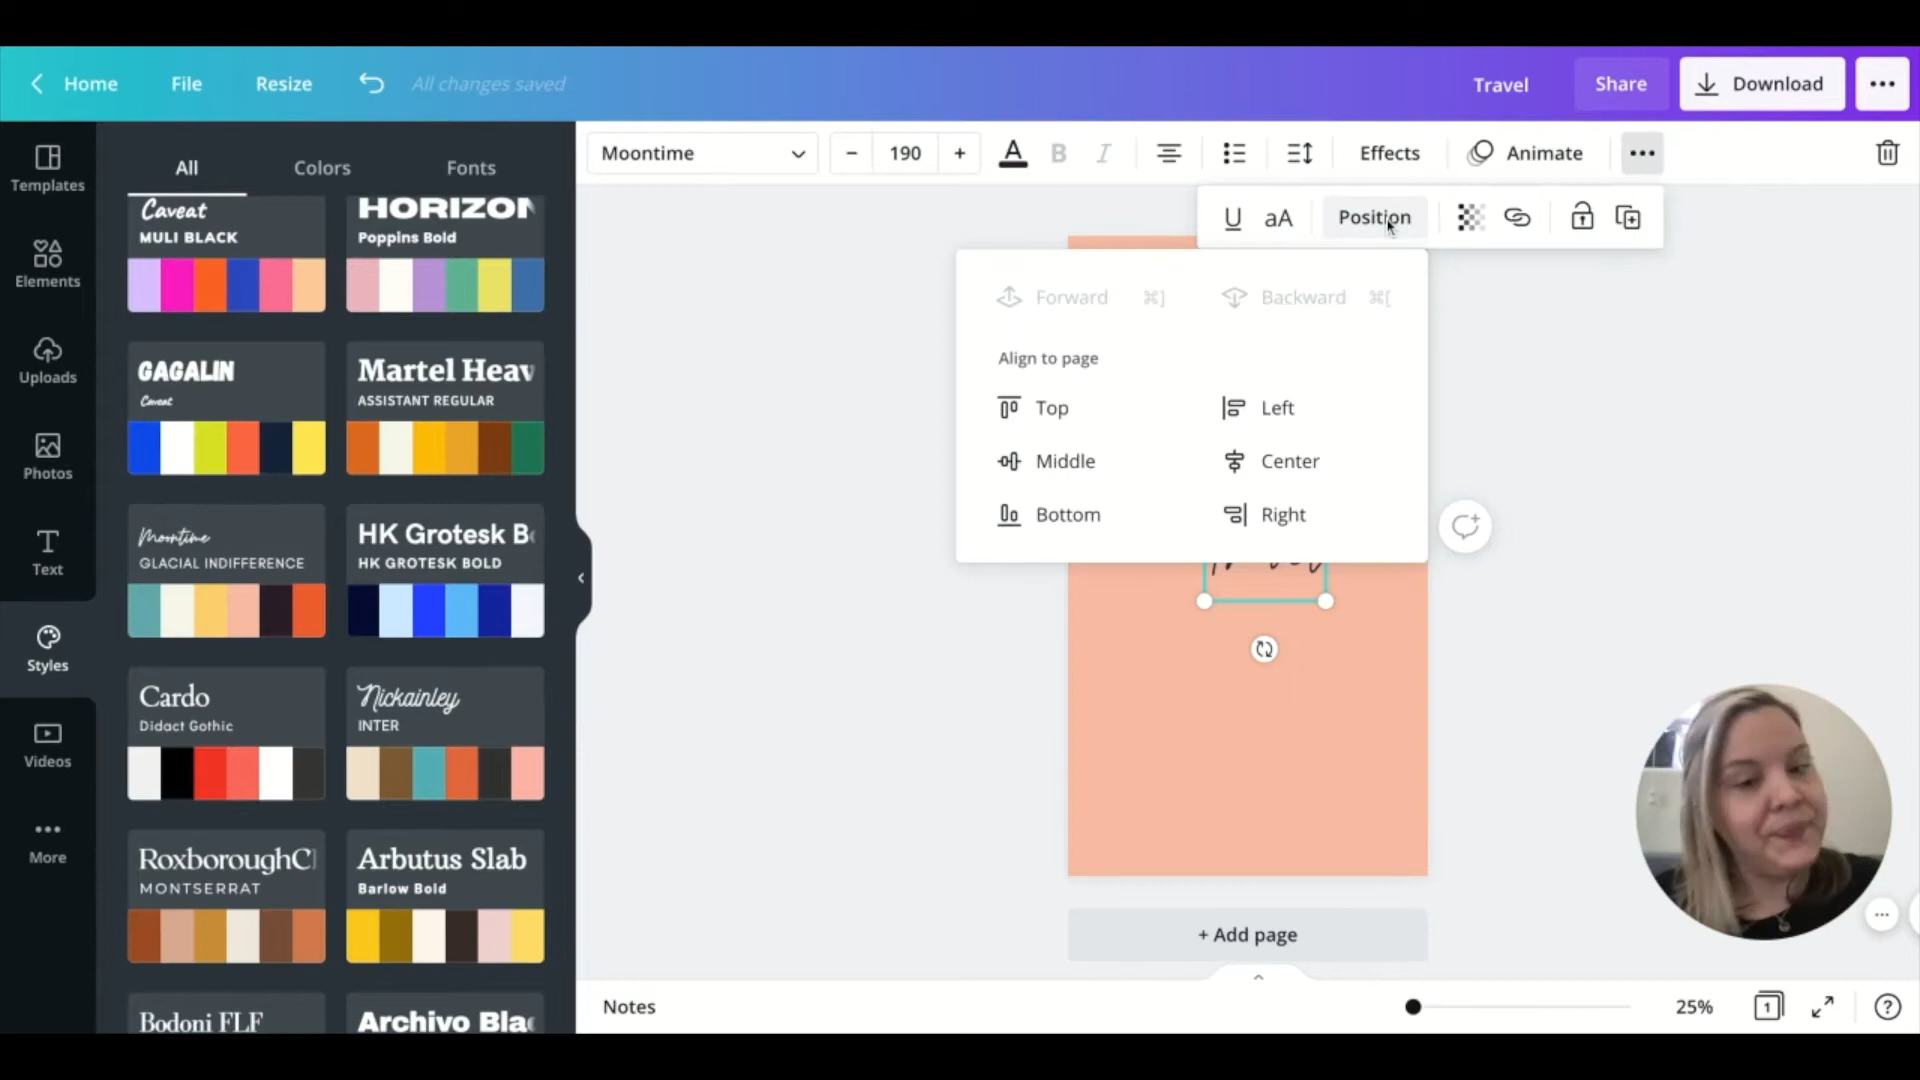 Home File Resize All changes saved Travel Share Download
Templates
Elements
Uploads
Photos
Text
Styles
Videos
More
All Colors Fonts
Caveat
MULI BLACK
HORIZON
Poppins Bold
GAGALIN
Caveat
Martel Heav
ASSISTANT REGULAR
Moontime
GLACIAL INDIFFERENCE
HK Grotesk Bo
HK GROTESK BOLD
Cardo
Didact Gothic
Nickainley
INTER
RoxboroughC
MONTSERRAT
Arbutus Slab
Barlow Bold
Bodoni FLF
Archivo Blac
Moontime − 190 + A B I Effects Animate
U aA Position
Forward ⌘] Backward ⌘[
Align to page
Top Left
Middle Center
Bottom Right
+ Add page
Notes 25% 1 ?